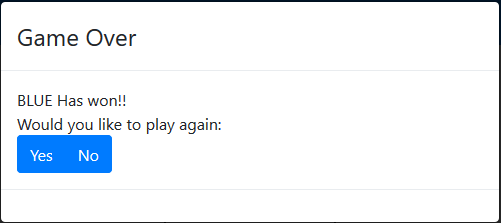 Game Over
BLUE Has won!!
Would you like to play again:
Yes No